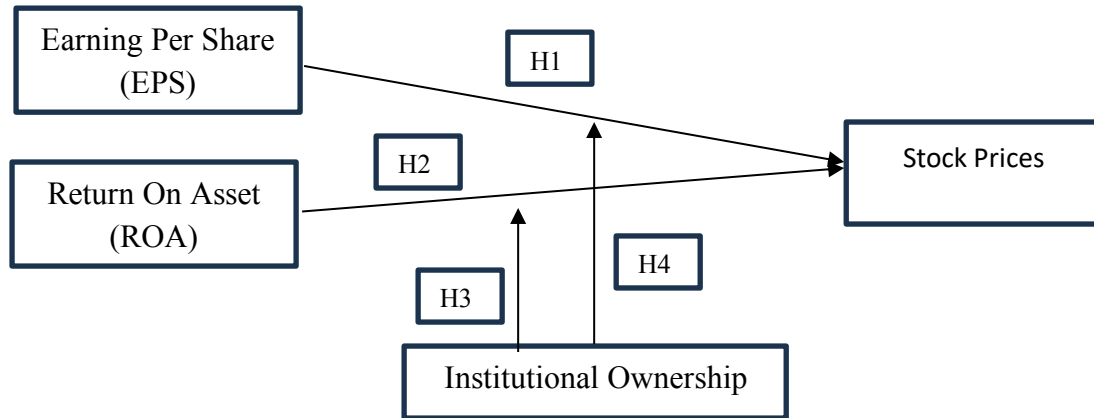 Earning Per Share
(EPS)
H1
Stock Prices
H2
Return On Asset
(ROA)
H4
H3
Institutional Ownership